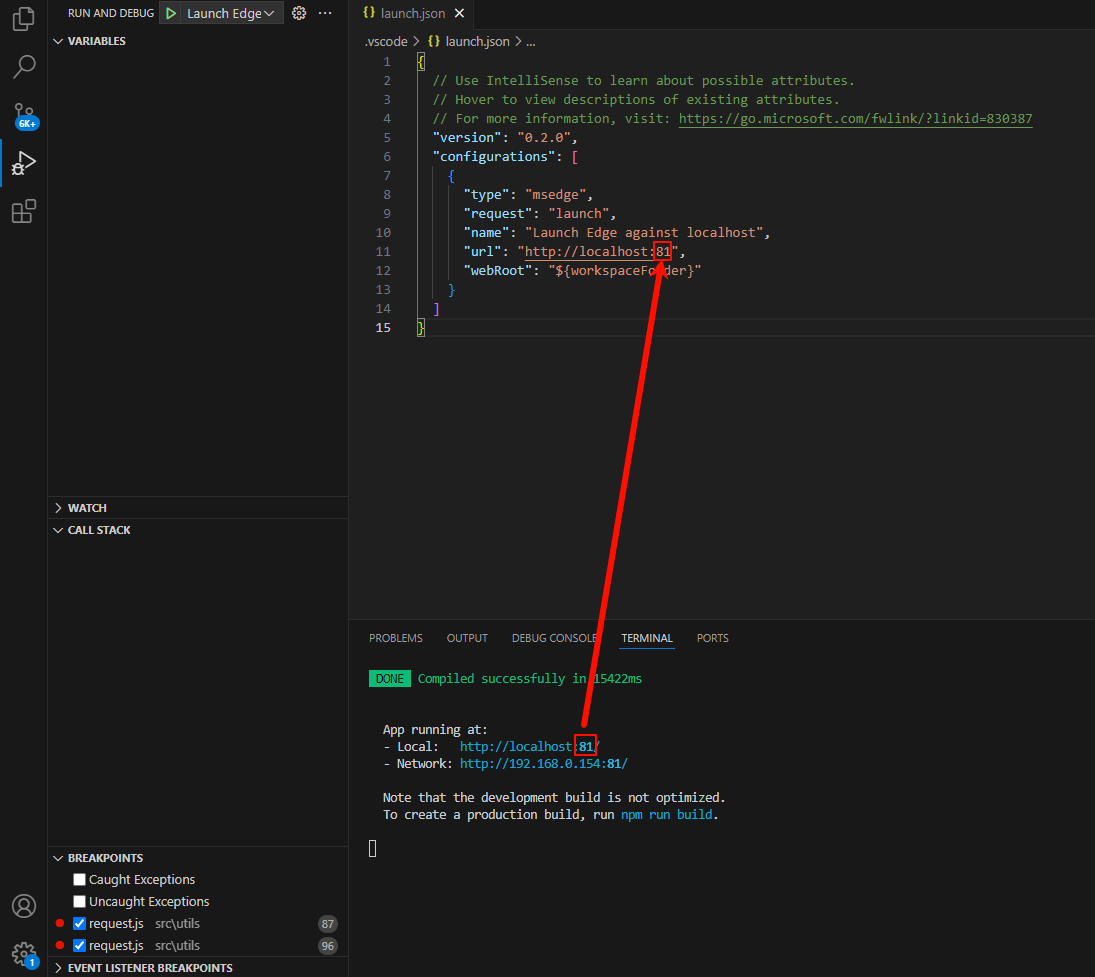 RUN AND DEBUG
Launch Edge
VARIABLES
WATCH
CALL STACK
BREAKPOINTS
Caught Exceptions
Uncaught Exceptions
request.js src\utils 87
request.js src\utils 96
EVENT LISTENER BREAKPOINTS
6K+
1
{} launch.json
.vscode > {} launch.json > ...
1 {
2 // Use IntelliSense to learn about possible attributes.
3 // Hover to view descriptions of existing attributes.
4 // For more information, visit: https://go.microsoft.com/fwlink/?linkid=830387
5 "version": "0.2.0",
6 "configurations": [
7 {
8 "type": "msedge",
9 "request": "launch",
10 "name": "Launch Edge against localhost",
11 "url": "http://localhost:81",
12 "webRoot": "${workspaceFolder}"
13 }
14 ]
15 }
PROBLEMS OUTPUT DEBUG CONSOLE TERMINAL PORTS
DONE Compiled successfully in 15422ms
App running at:
- Local: http://localhost:81/
- Network: http://192.168.0.154:81/
Note that the development build is not optimized.
To create a production build, run npm run build.